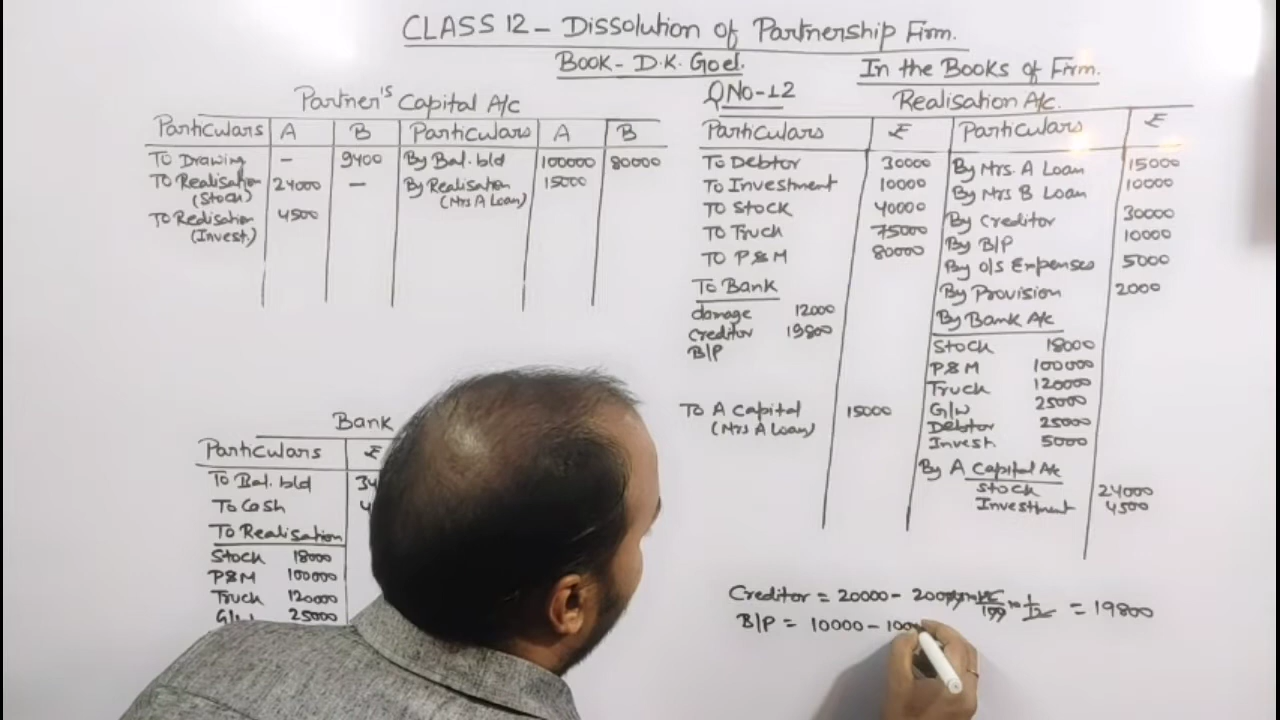 CLASS 12 - Dissolution of Partnership Firm.
Book - D.K. Goel.
In the Books of Firm.
QNo-12
Partner's Capital A/c
Particulars A B Particulars A B
To Drawing - 9400 By Bal. b/d 100000 80000
To Realisation 24000 - By Realisation 15000
(Stock) (Mrs A Loan)
To Realisation 4500
(Invest.)
Realisation A/c.
Particulars ₹ Particulars ₹
To Debtor 30000 By Mrs. A Loan 15000
To Investment 10000 By Mrs B Loan 10000
To Stock 40000 By Creditor 30000
To Truck 75000 By B/P 10000
To P&M 80000 By O/S Expenses 5000
To Bank By Provision 2000
damage 12000 By Bank A/c
Creditor 19800 Stock 18000
B/P P&M 100000
Truck 120000
To A Capital 15000 G/W 25000
(Mrs A Loan) Debtor 25000
Invest. 5000
By A Capital A/c
Stock 24000
Investment 4500
Bank
Particulars ₹
To Bal. b/d 34
To Cash
To Realisation
Stock 18000
P&M 100000
Truck 120000
G/W 25000
Creditor = 20000 - = 19800
B/P = 10000 -